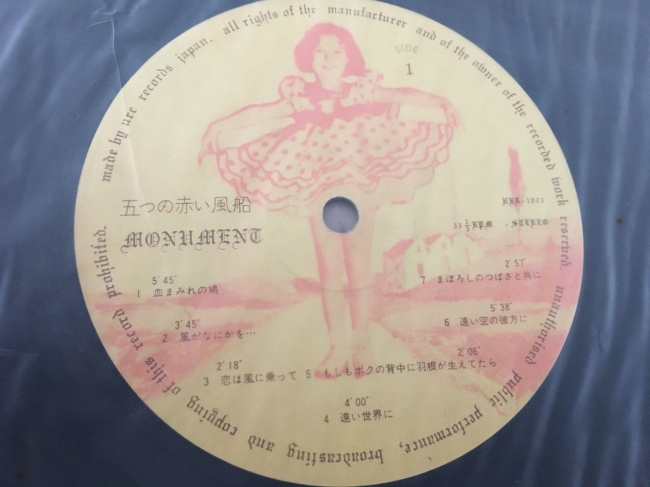 made by urc records japan. all rights of the manufacturer and of the owner of the recorded work reserved. unauthorised public performance, broadcasting and copying of this record prohibited.
SIDE
1
五つの赤い風船
MONUMENT
33⅓ RPM - STEREO
5'45"
1 血まみれの鳩
3'45"
2 風がなにかを…
2'18"
3 恋は風に乗って
4'00"
4 遠い世界に
2'06"
5 もしもボクの背中に羽根が生えてたら
5'38"
6 遠い空の彼方に
2'57"
7 まぼろしのつばさと共に